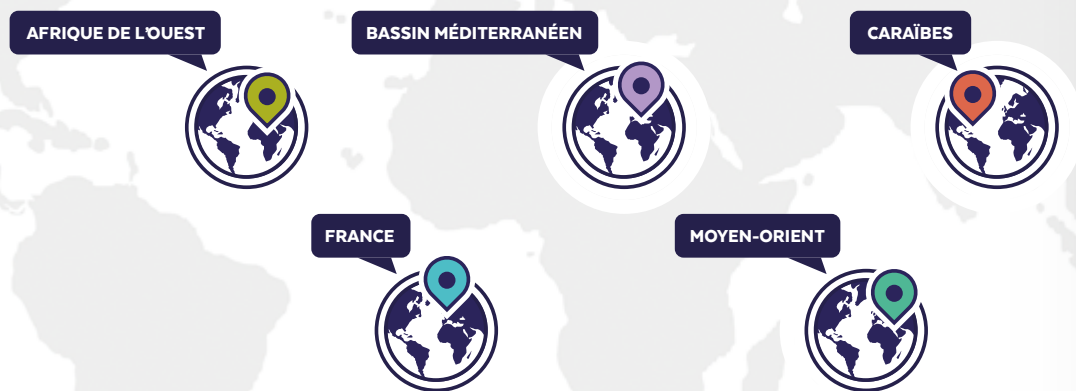 AFRIQUE DE L'OUEST
BASSIN MÉDITERRANÉEN
CARAÏBES
FRANCE
MOYEN-ORIENT